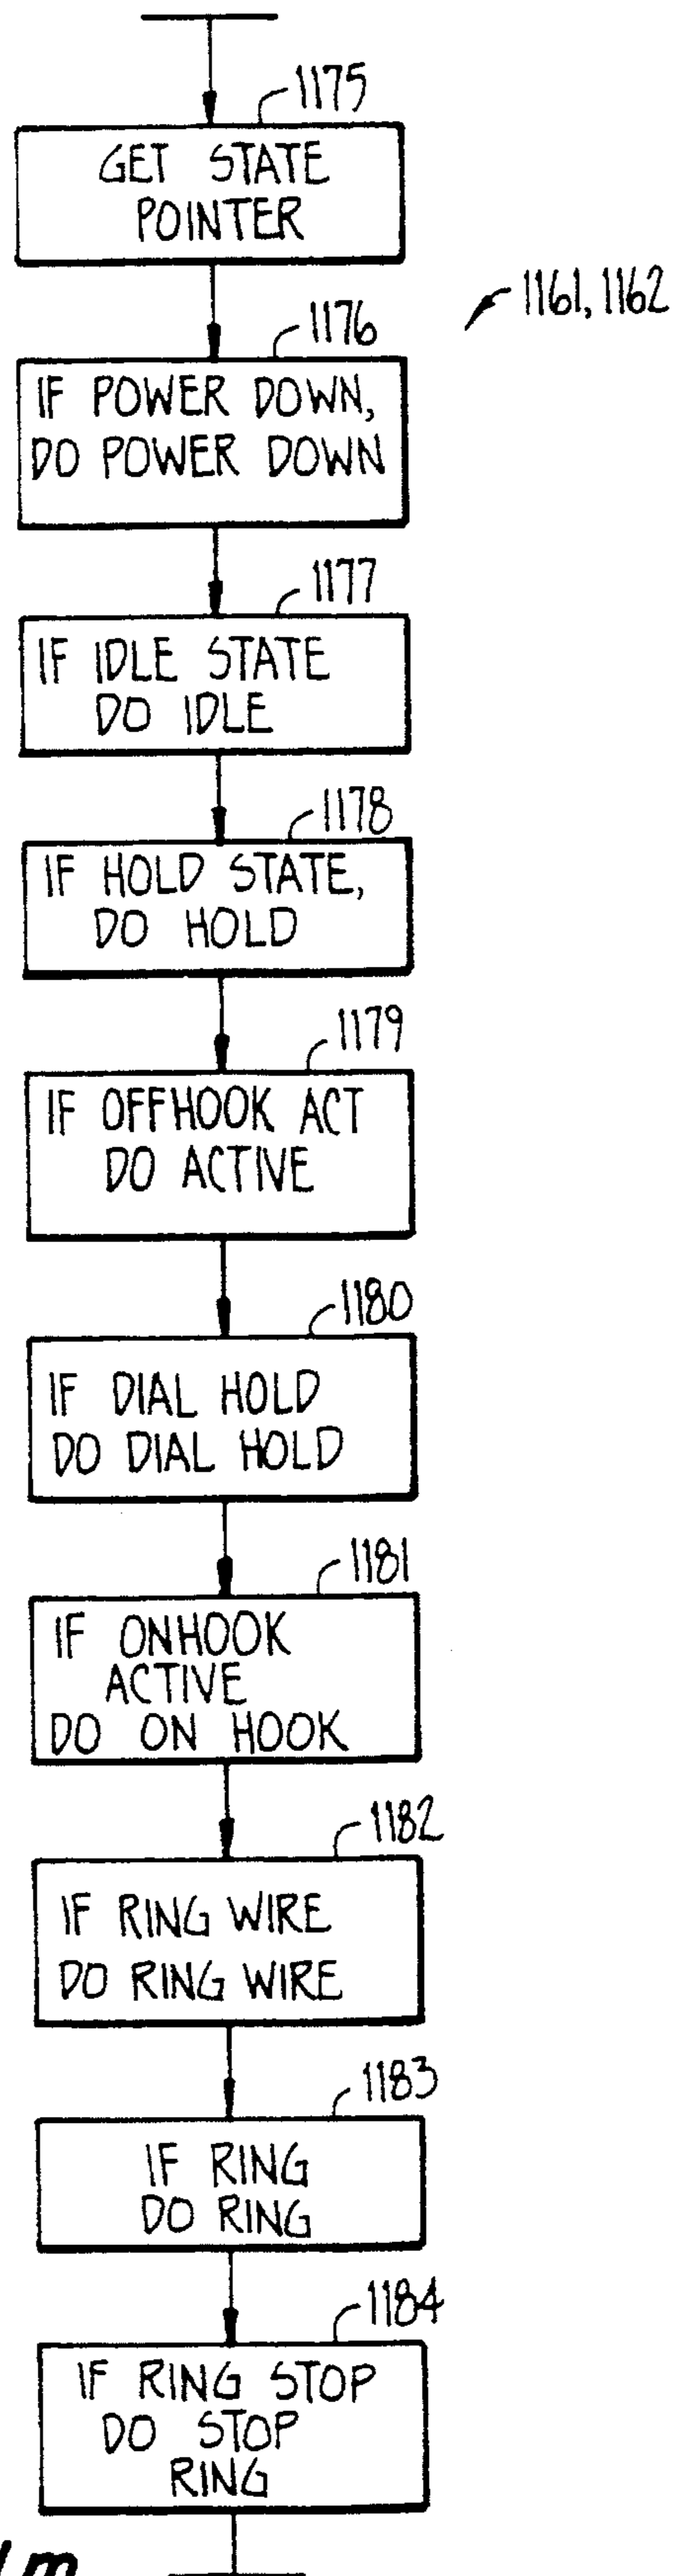 1175
GET STATE
POINTER
1161, 1162
1176
IF POWER DOWN,
DO POWER DOWN
1177
IF IDLE STATE
DO IDLE
1178
IF HOLD STATE,
DO HOLD
1179
IF OFFHOOK ACT
DO ACTIVE
1180
IF DIAL HOLD
DO DIAL HOLD
1181
IF ONHOOK
ACTIVE
DO ON HOOK
1182
IF RING WIRE
DO RING WIRE
1183
IF RING
DO RING
1184
IF RING STOP
DO STOP
RING